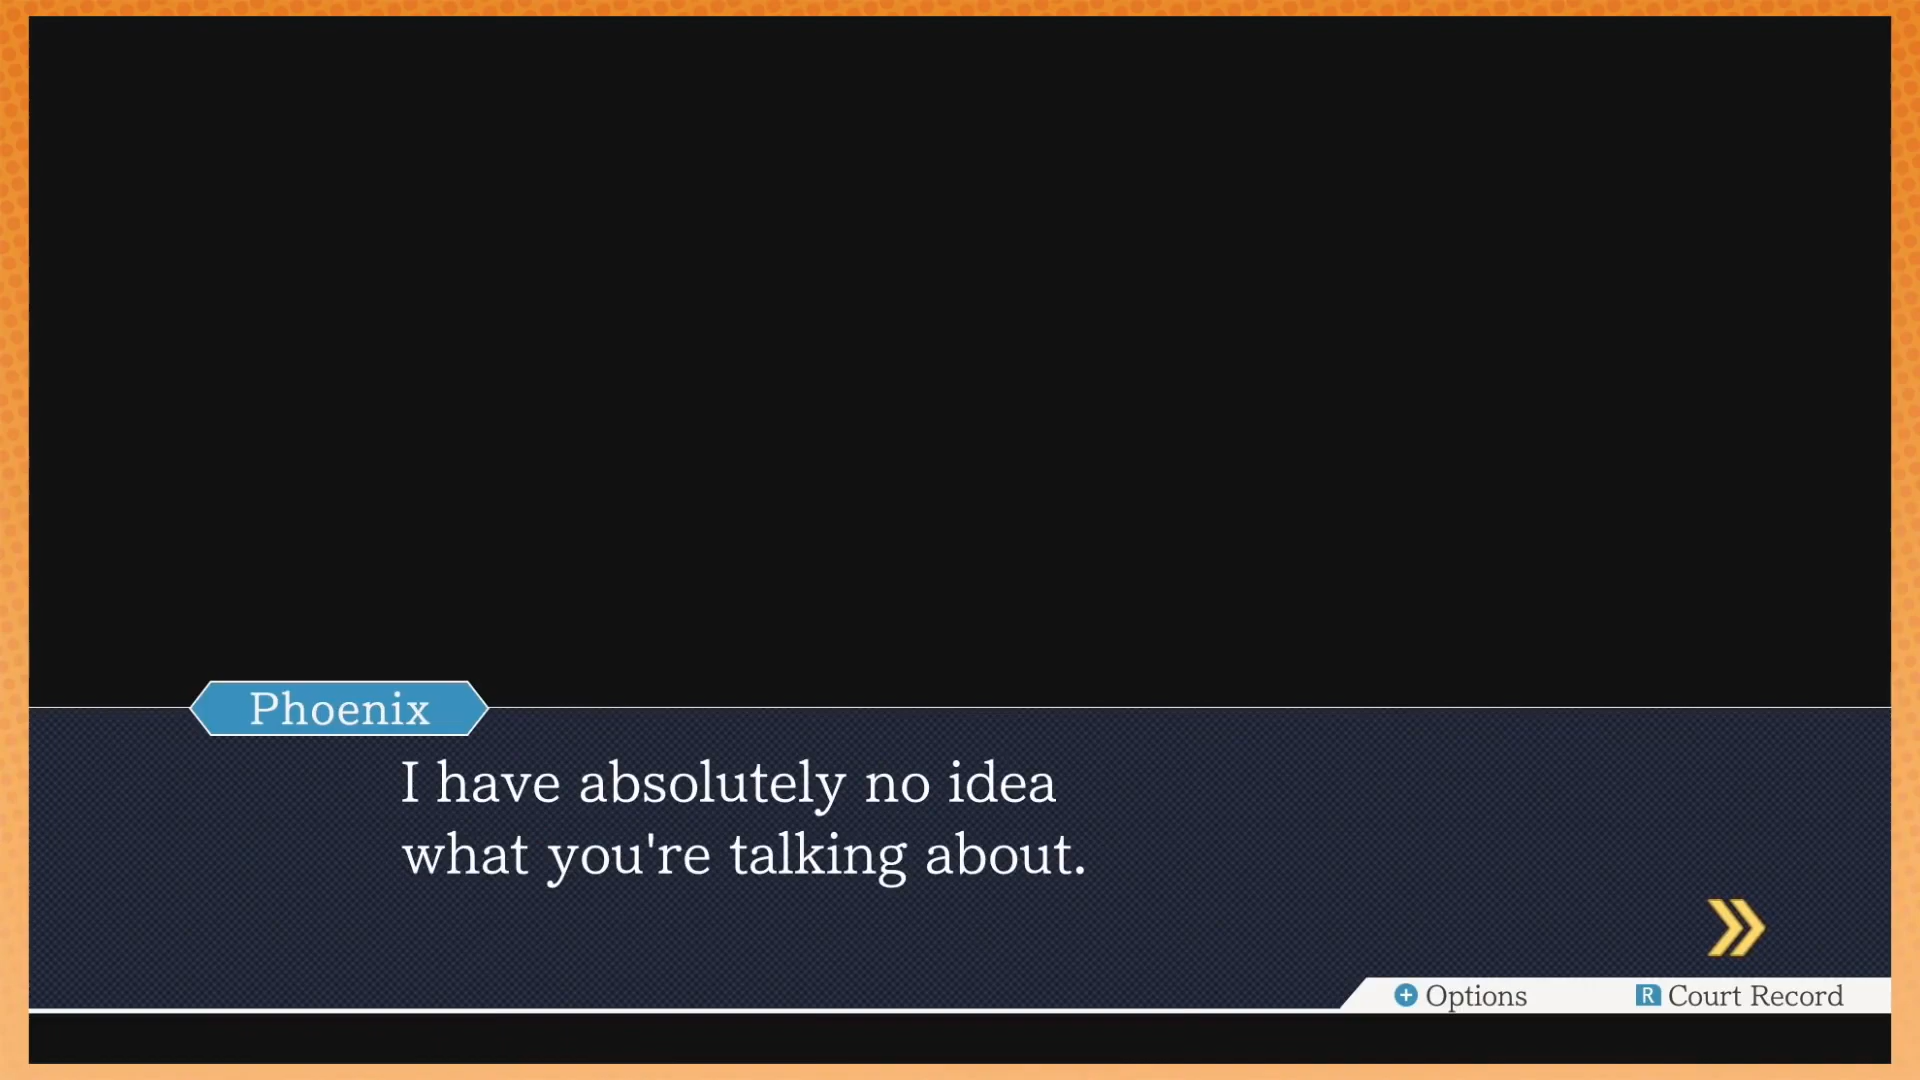 Phoenix
I have absolutely no idea
what you're talking about.
+ Options
R Court Record